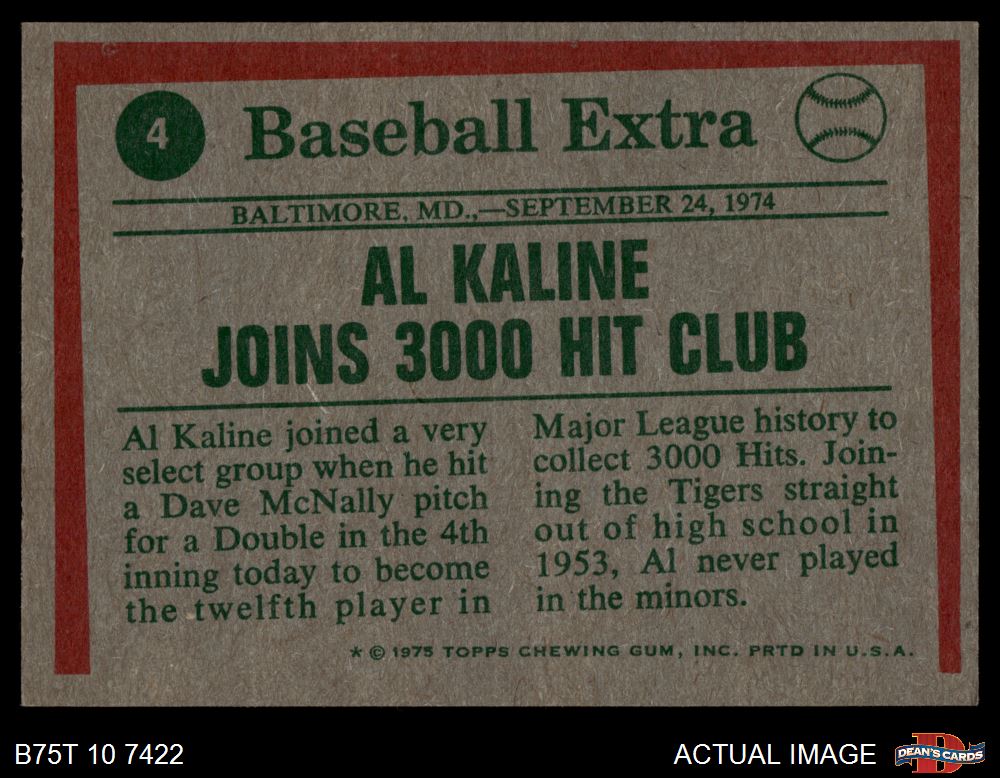 4
Baseball Extra
BALTIMORE, MD.,—SEPTEMBER 24, 1974
AL KALINE
JOINS 3000 HIT CLUB
Al Kaline joined a very
select group when he hit
a Dave McNally pitch
for a Double in the 4th
inning today to become
the twelfth player in
Major League history to
collect 3000 Hits. Join-
ing the Tigers straight
out of high school in
1953, Al never played
in the minors.
* © 1975 TOPPS CHEWING GUM, INC. PRTD IN U.S.A.
B75T 10 7422
ACTUAL IMAGE
D
DEAN'S CARDS